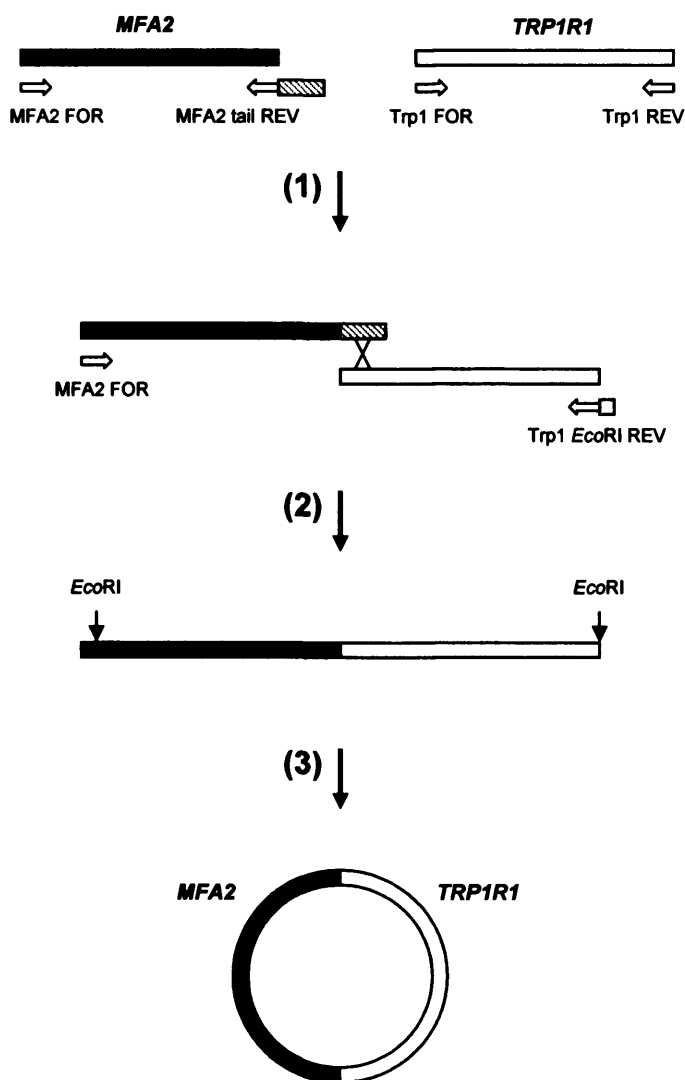 MFA2 TRP1R1
MFA2 FOR MFA2 tail REV Trp1 FOR Trp1 REV
(1)
MFA2 FOR
Trp1 EcoRI REV
(2)
EcoRI EcoRI
(3)
MFA2 TRP1R1